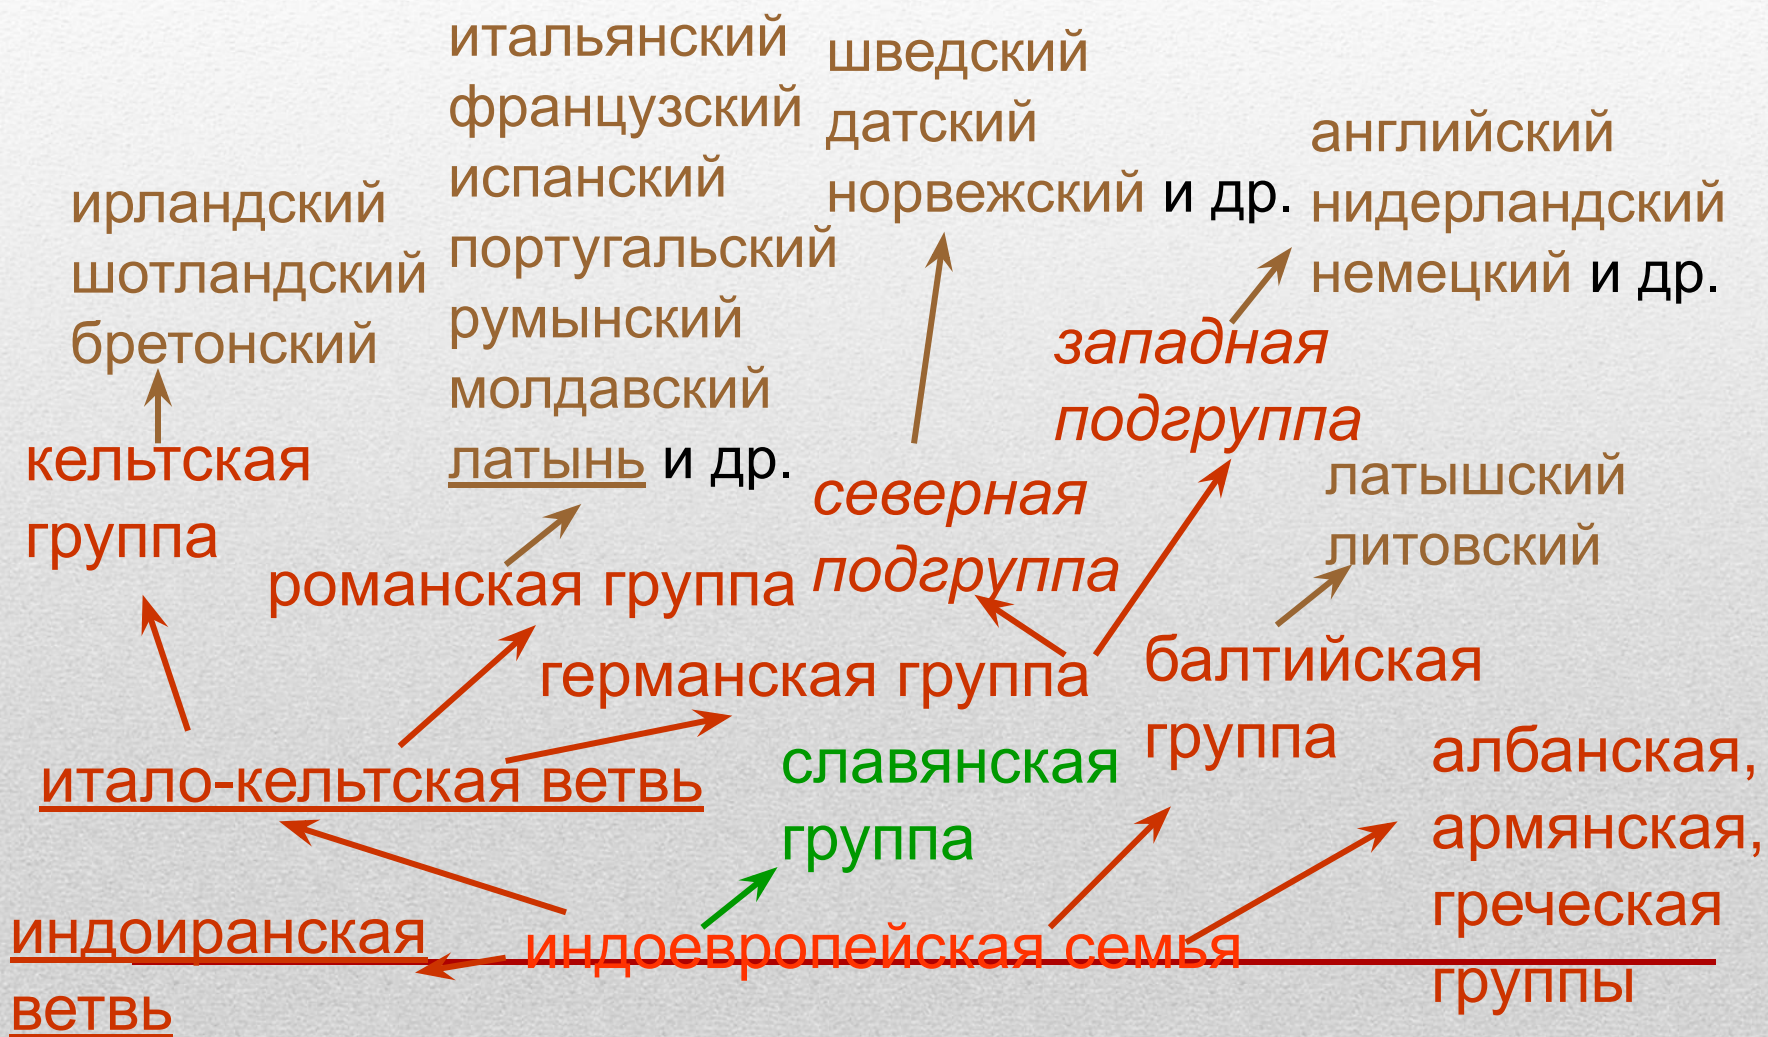 итальянский
французский
испанский
португальский
румынский
молдавский
латынь и др.
шведский
датский
норвежский и др.
английский
нидерландский
немецкий и др.
ирландский
шотландский
бретонский
кельтская
группа
романская группа
северная
подгруппа
западная
подгруппа
латышский
литовский
германская группа
балтийская
группа
итало-кельтская ветвь
славянская
группа
албанская,
армянская,
греческая
группы
индоиранская
ветвь
индоевропейская семья